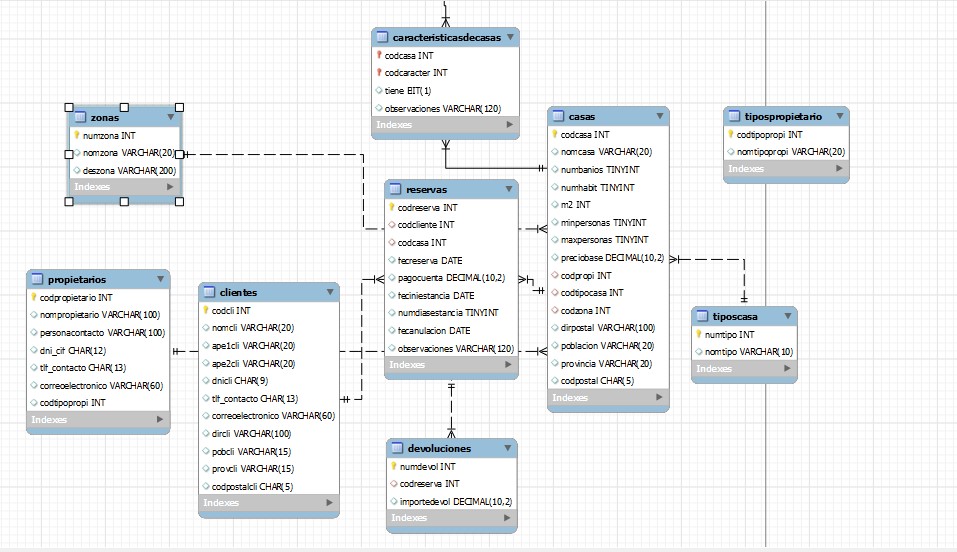 caracteristicasdecasas
codcasa INT
codcaracter INT
tiene BIT(1)
observaciones VARCHAR(120)
Indexes
zonas
numzona INT
nomzona VARCHAR(20)
deszona VARCHAR(200)
Indexes
casas
codcasa INT
nomcasa VARCHAR(20)
numbanios TINYINT
numhabit TINYINT
m2 INT
minpersonas TINYINT
maxpersonas TINYINT
preciobase DECIMAL(10,2)
codpropi INT
codtipocasa INT
codzona INT
dirpostal VARCHAR(100)
poblacion VARCHAR(20)
provincia VARCHAR(20)
codpostal CHAR(5)
Indexes
tipospropietario
codtipopropi INT
nomtipopropi VARCHAR(20)
Indexes
reservas
codreserva INT
codcliente INT
codcasa INT
fecreserva DATE
pagocuenta DECIMAL(10,2)
feciniestancia DATE
numdiasestancia TINYINT
fecanulacion DATE
observaciones VARCHAR(120)
Indexes
propietarios
codpropietario INT
nompropietario VARCHAR(100)
personacontacto VARCHAR(100)
dni_cif CHAR(12)
tlf_contacto CHAR(13)
correoelectronico VARCHAR(60)
codtipopropi INT
Indexes
clientes
codcli INT
nomcli VARCHAR(20)
ape1cli VARCHAR(20)
ape2cli VARCHAR(20)
dnicli CHAR(9)
tlf_contacto CHAR(13)
correoelectronico VARCHAR(60)
dircli VARCHAR(100)
pobcli VARCHAR(15)
provcli VARCHAR(15)
codpostalcli CHAR(5)
Indexes
tiposcasa
numtipo INT
nomtipo VARCHAR(10)
Indexes
devoluciones
numdevol INT
codreserva INT
importedevol DECIMAL(10,2)
Indexes